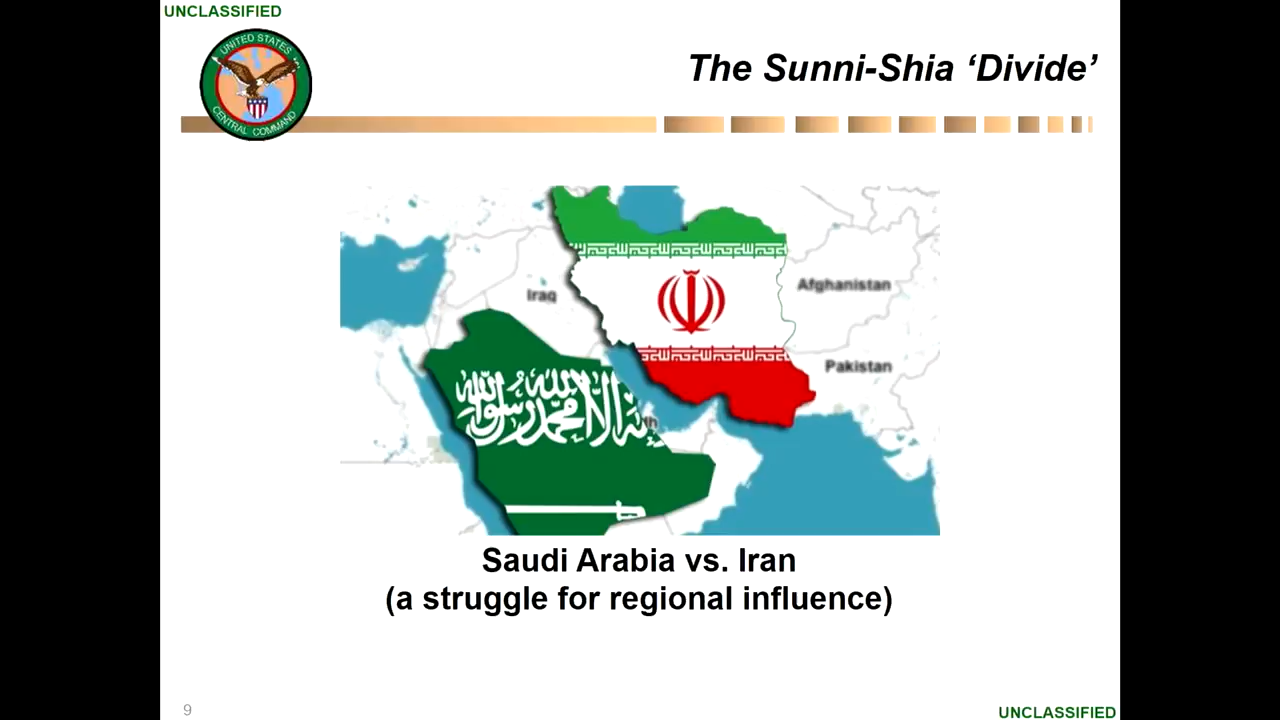 UNCLASSIFIED
UNITED STATES
CENTRAL COMMAND
The Sunni-Shia ‘Divide’
Iraq
Afghanistan
Pakistan
لا إله إلا الله محمد رسول الله
Saudi Arabia vs. Iran
(a struggle for regional influence)
9
UNCLASSIFIED